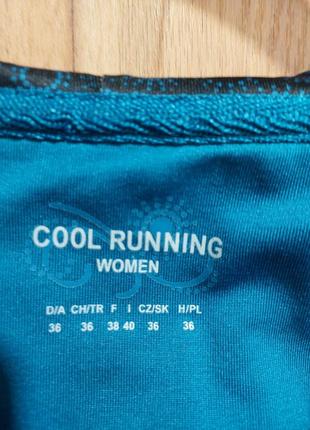 COOL RUNNING
WOMEN
D/A CH/TR F I CZ/SK H/PL
36 36 38 40 36 36